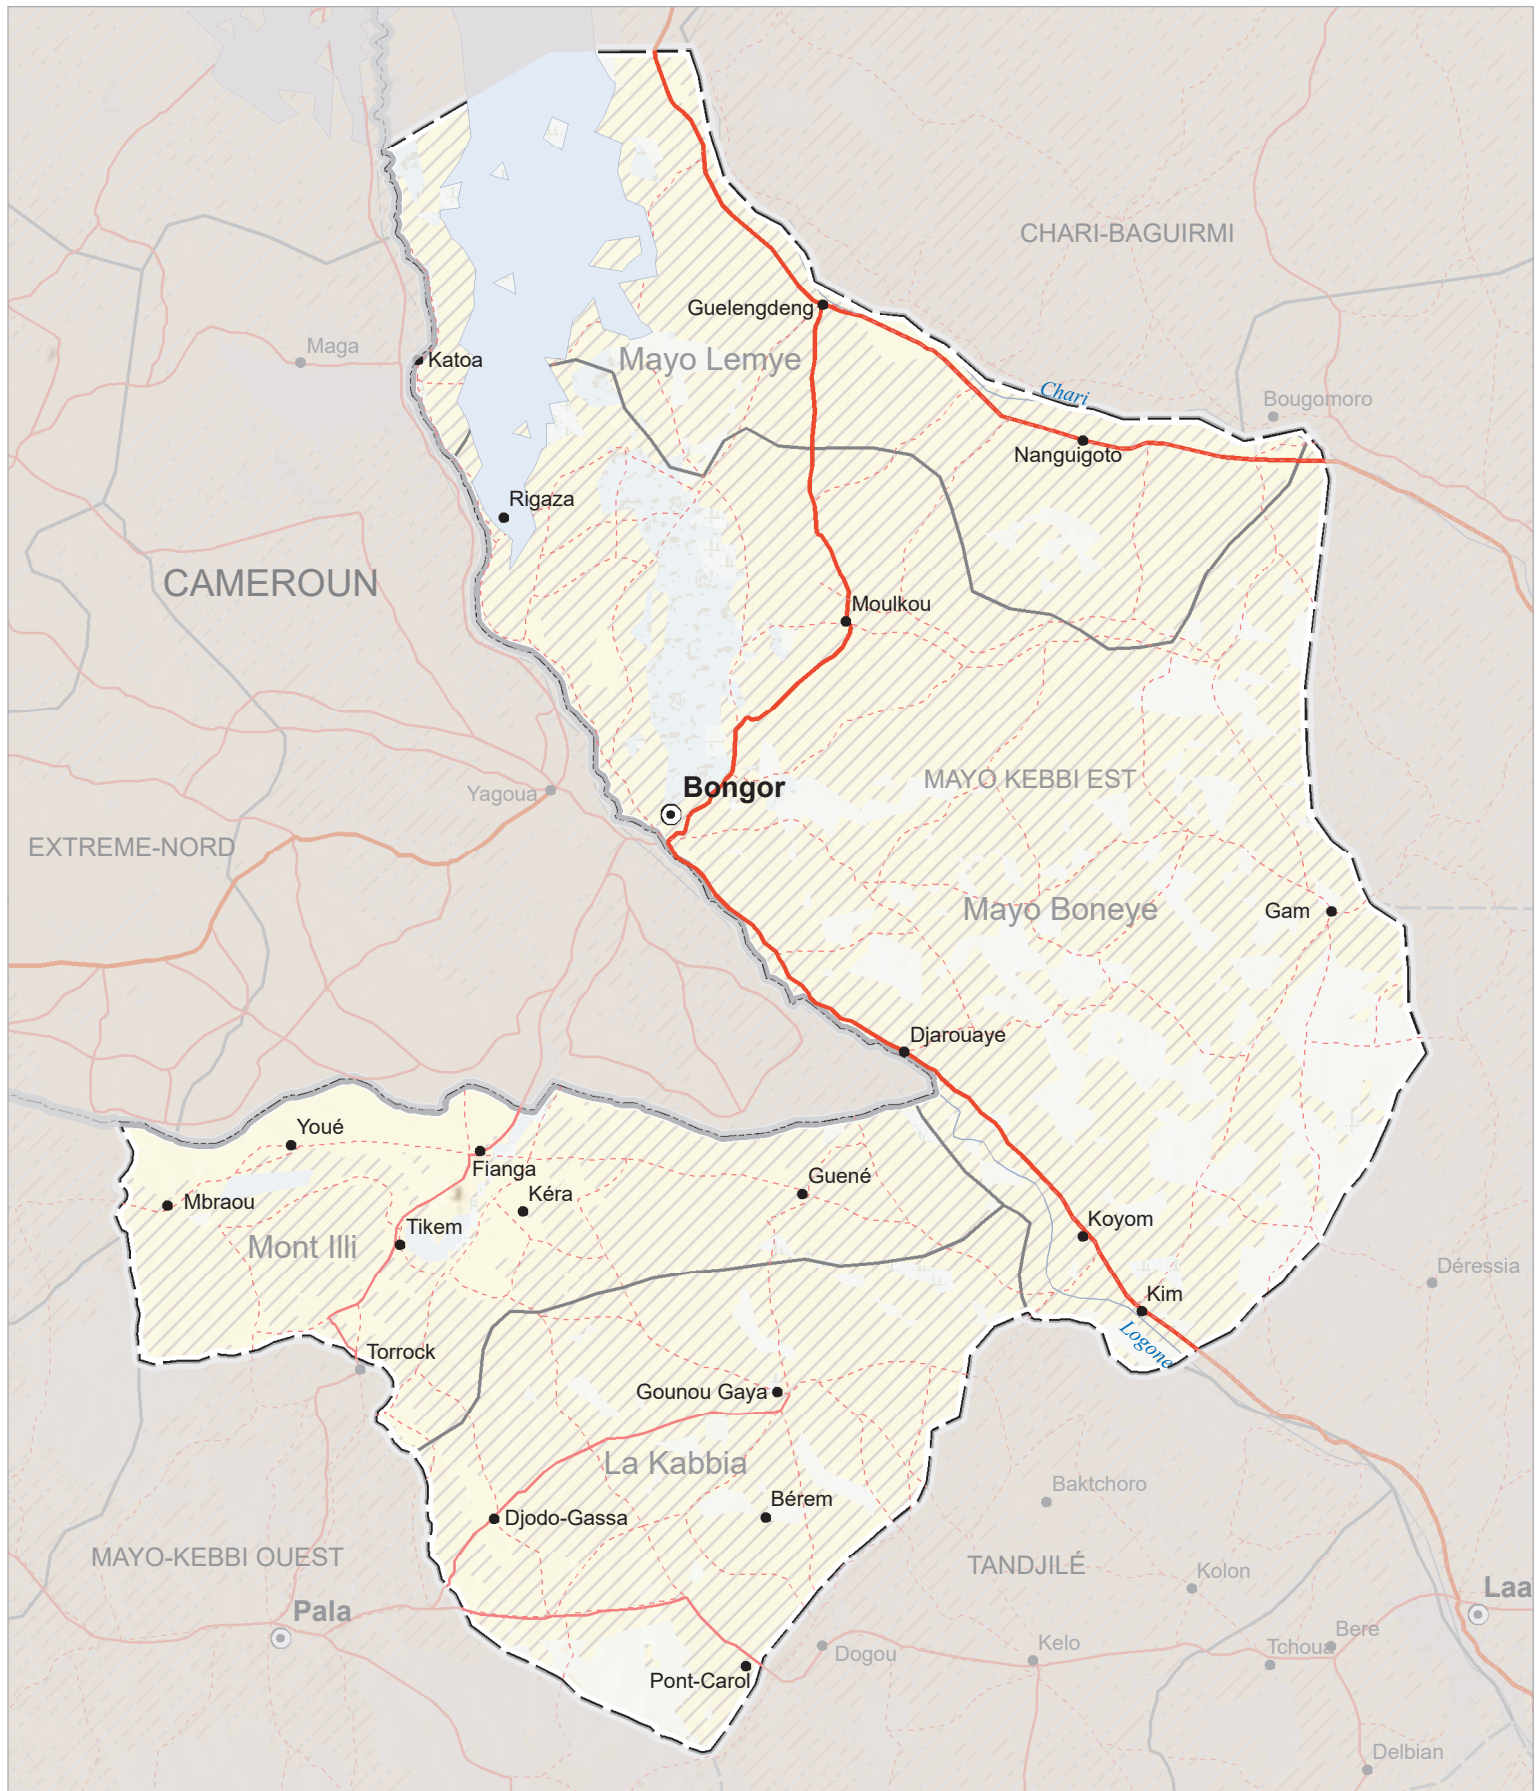 CHARI-BAGUIRMI
Guelengdeng
Maga
Katoa
Mayo Lemye
Chari
Bougomoro
Nanguigoto
Rigaza
CAMEROUN
Moulkou
MAYO KEBBI EST
Bongor
Yagoua
EXTREME-NORD
Mayo Boneye
Gam
Djarouaye
Youé
Fianga
Guené
Mbraou
Kéra
Tikem
Koyom
Mont Illi
Déressia
Kim
Logone
Torrock
Gounou Gaya
La Kabbia
Baktchoro
Bérem
Djodo-Gassa
MAYO-KEBBI OUEST
TANDJILÉ
Kolon
Laa
Pala
Bere
Kelo
Tchoua
Dogou
Pont-Carol
Delbian